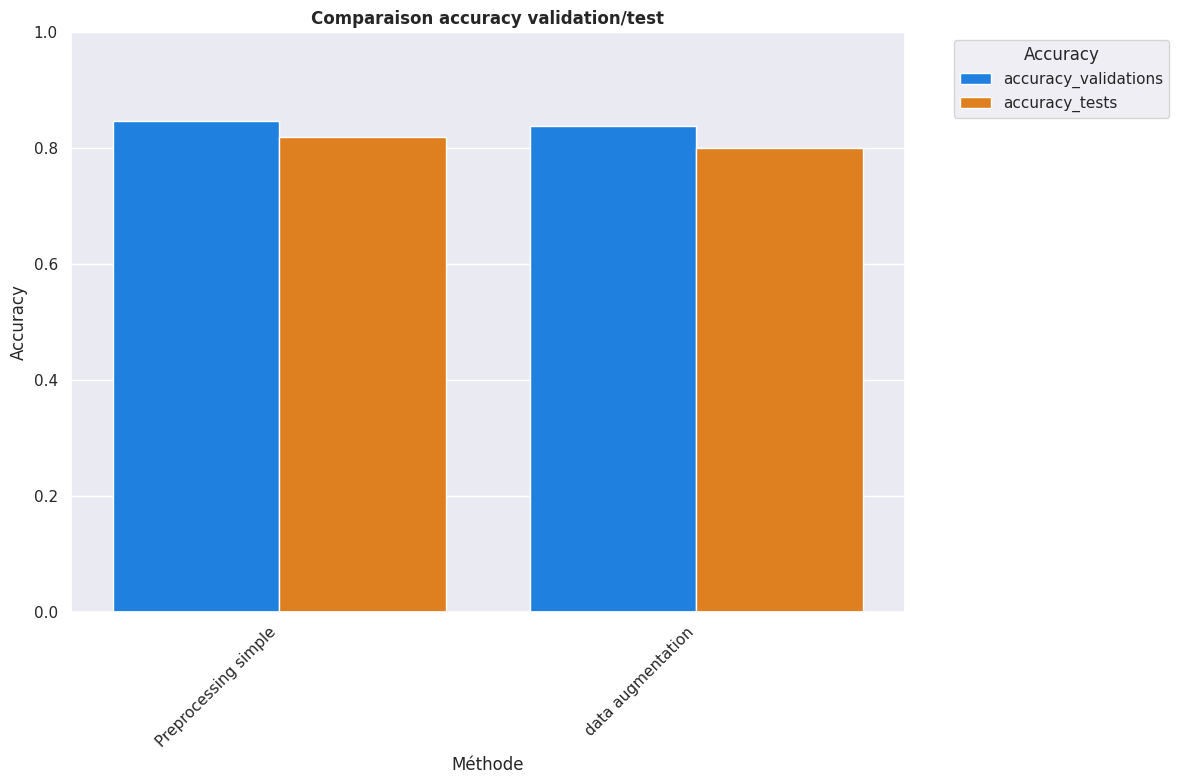 Comparaison accuracy validation/test
Accuracy
accuracy_validations
accuracy_tests
1.0
0.8
0.6
0.4
0.2
0.0
Accuracy
Preprocessing simple
data augmentation
Méthode